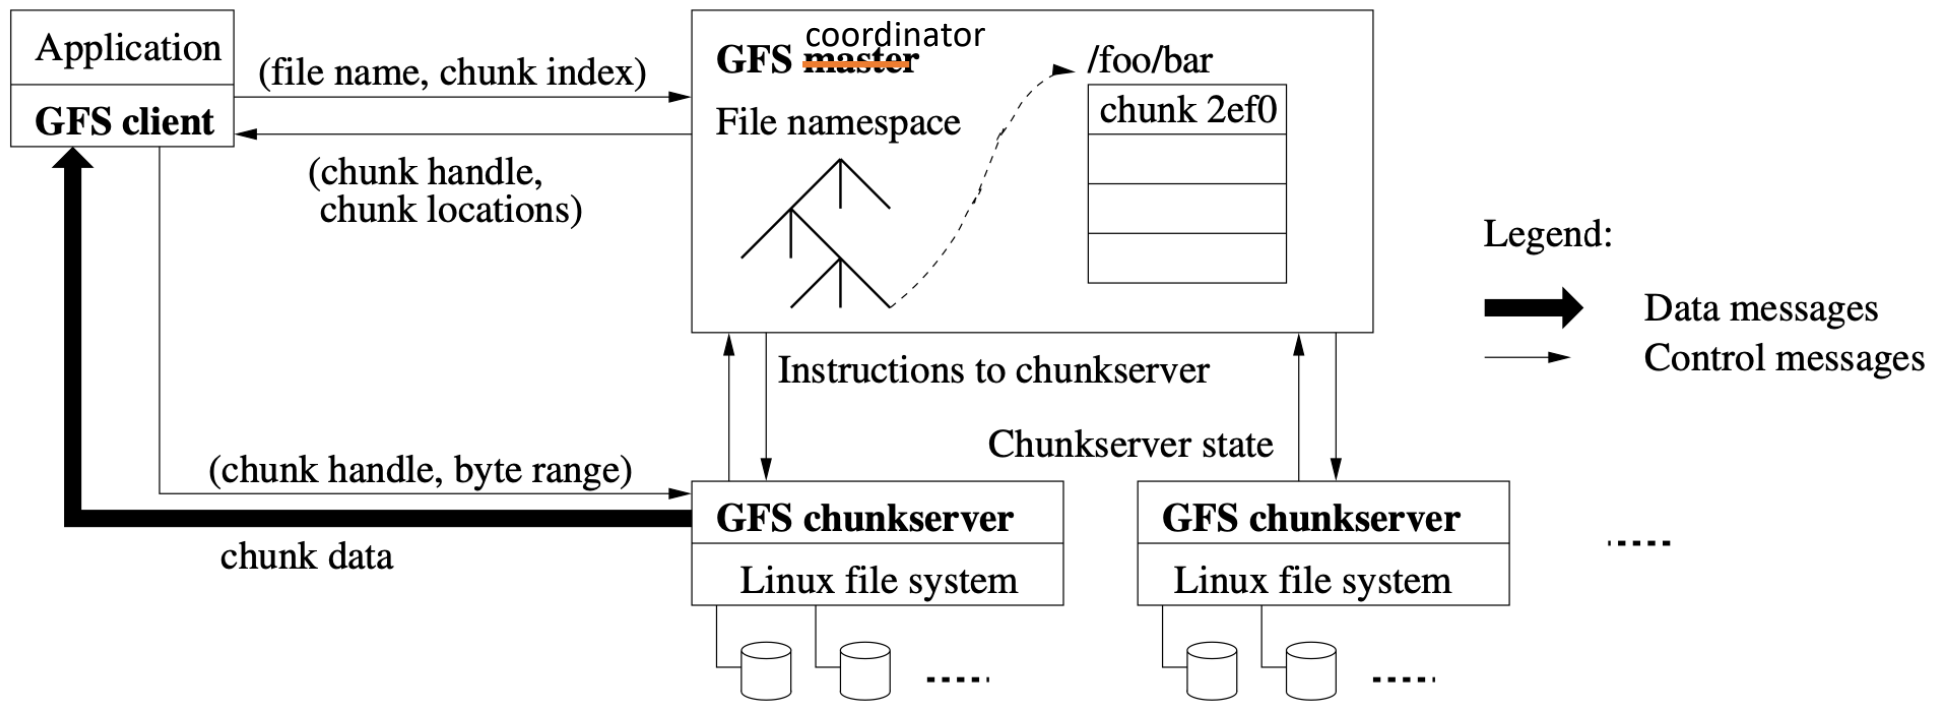 Application
GFS client
(file name, chunk index)
(chunk handle,
chunk locations)
coordinator
GFS master
File namespace
/foo/bar
chunk 2ef0
Legend:
Data messages
Control messages
Instructions to chunkserver
Chunkserver state
(chunk handle, byte range)
chunk data
GFS chunkserver
Linux file system
GFS chunkserver
Linux file system